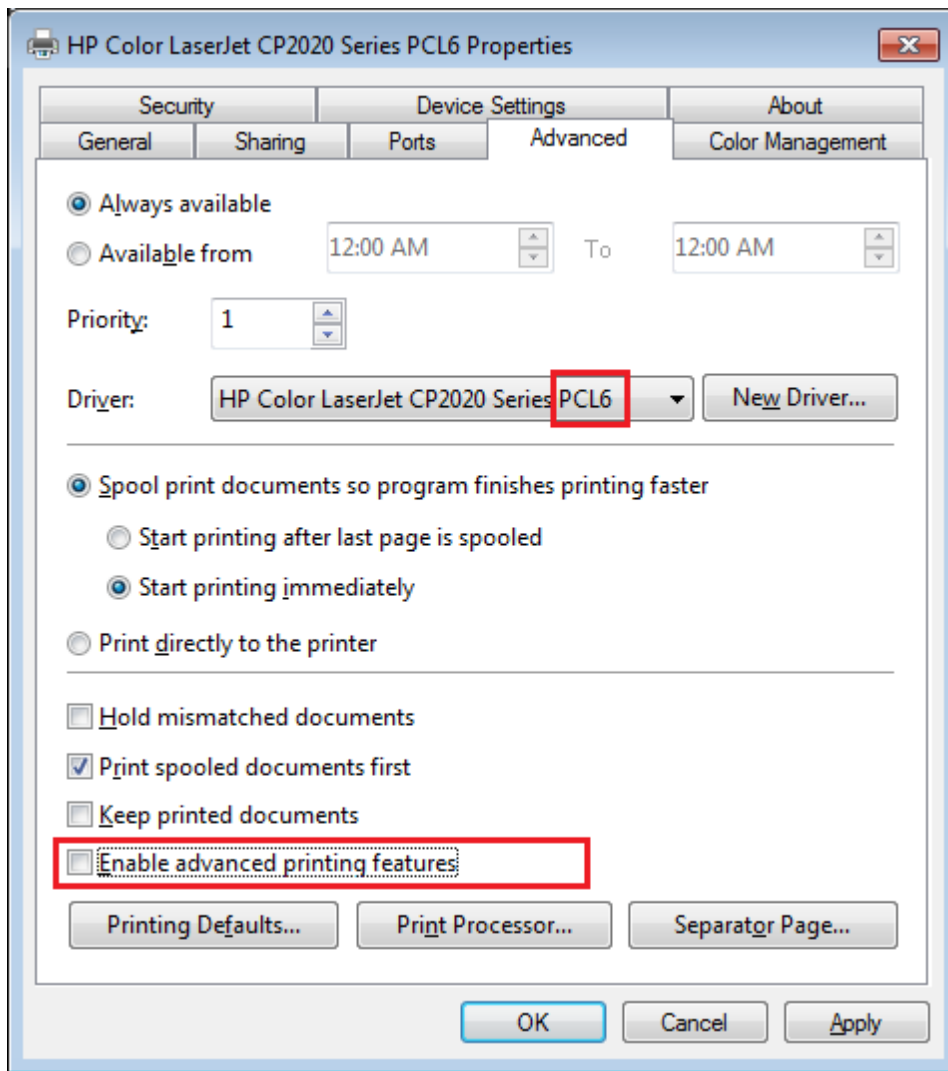 HP Color LaserJet CP2020 Series PCL6 Properties
Security Device Settings About
General Sharing Ports Advanced Color Management
Always available
Available from 12:00 AM To 12:00 AM
Priority: 1
Driver: HP Color LaserJet CP2020 Series PCL6 New Driver...
Spool print documents so program finishes printing faster
Start printing after last page is spooled
Start printing immediately
Print directly to the printer
Hold mismatched documents
Print spooled documents first
Keep printed documents
Enable advanced printing features
Printing Defaults... Print Processor... Separator Page...
OK Cancel Apply